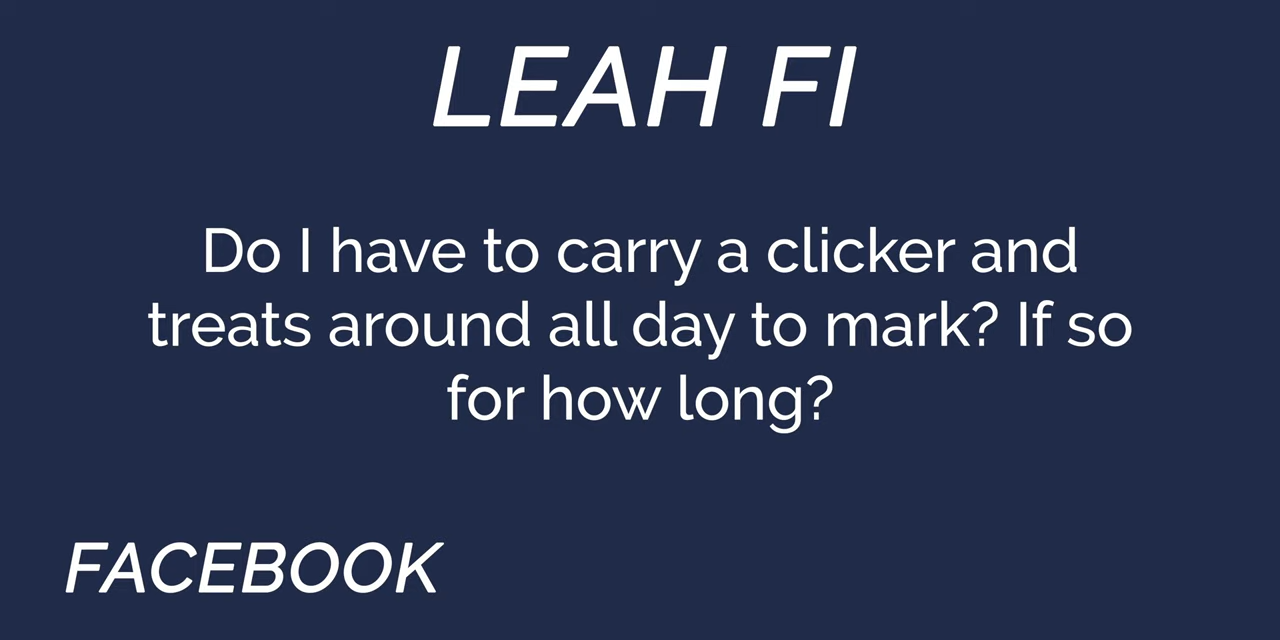 LEAH FI
Do I have to carry a clicker and
treats around all day to mark? If so
for how long?
FACEBOOK